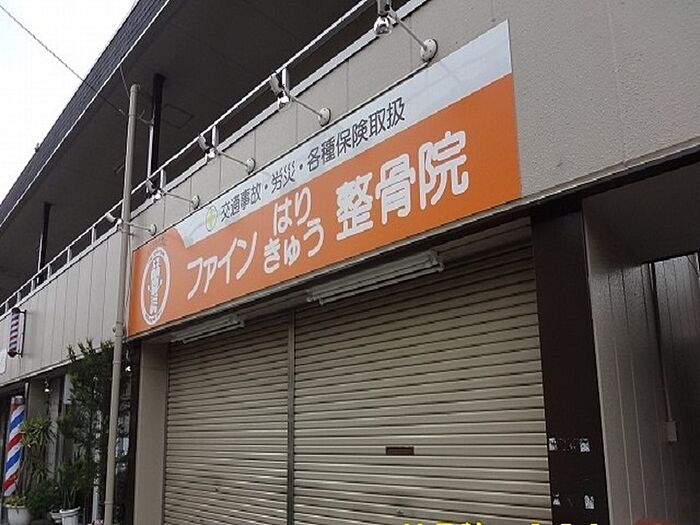 交通事故・労災・各種保険取扱
ファイン はりきゅう 整骨院